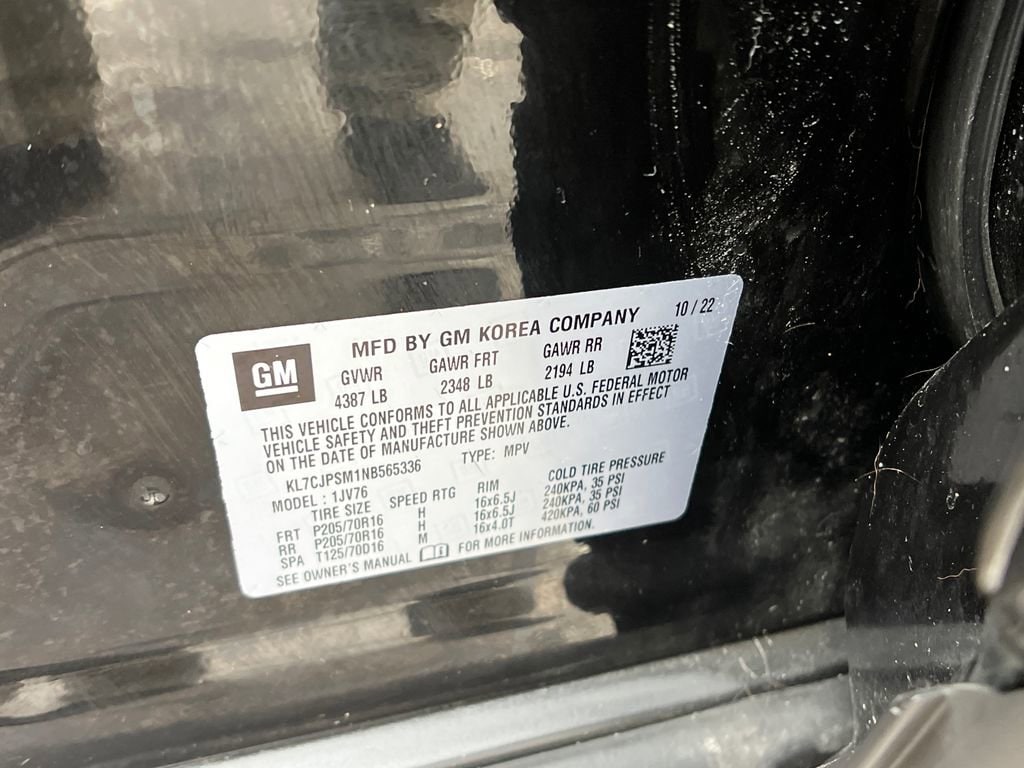 GM
MFD BY GM KOREA COMPANY 10 / 22
GVWR GAWR FRT GAWR RR
4387 LB 2348 LB 2194 LB
THIS VEHICLE CONFORMS TO ALL APPLICABLE U.S. FEDERAL MOTOR
VEHICLE SAFETY AND THEFT PREVENTION STANDARDS IN EFFECT
ON THE DATE OF MANUFACTURE SHOWN ABOVE.
KL7CJPSM1NB565336 TYPE: MPV
MODEL: 1JV76
TIRE SIZE SPEED RTG RIM COLD TIRE PRESSURE
FRT P205/70R16 H 16x6.5J 240KPA, 35 PSI
RR P205/70R16 H 16x6.5J 240KPA, 35 PSI
SPA T125/70D16 M 16x4.0T 420KPA, 60 PSI
SEE OWNER'S MANUAL FOR MORE INFORMATION.